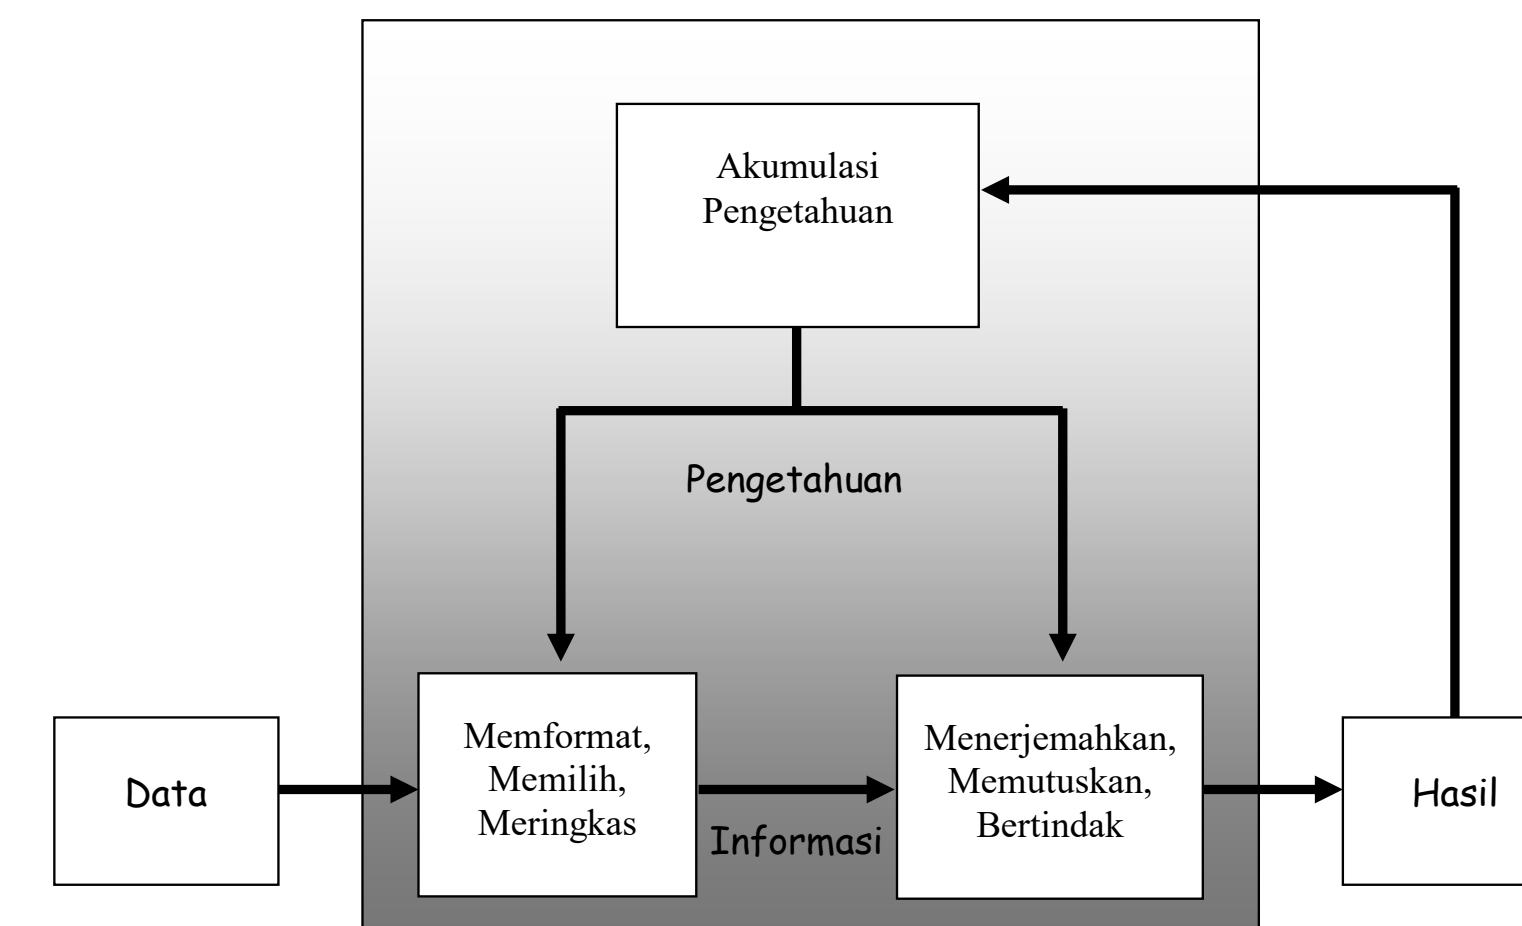 Akumulasi
Pengetahuan
Pengetahuan
Data
Memformat,
Memilih,
Meringkas
Informasi
Menerjemahkan,
Memutuskan,
Bertindak
Hasil